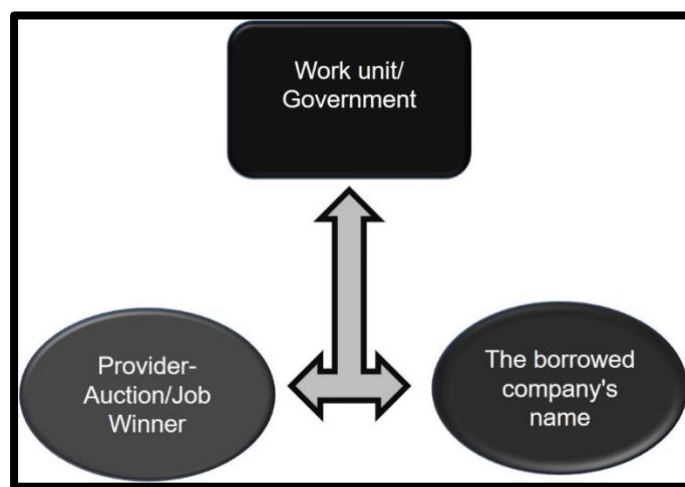 Work unit/
Government
Provider-
Auction/Job
Winner
The borrowed
company's
name